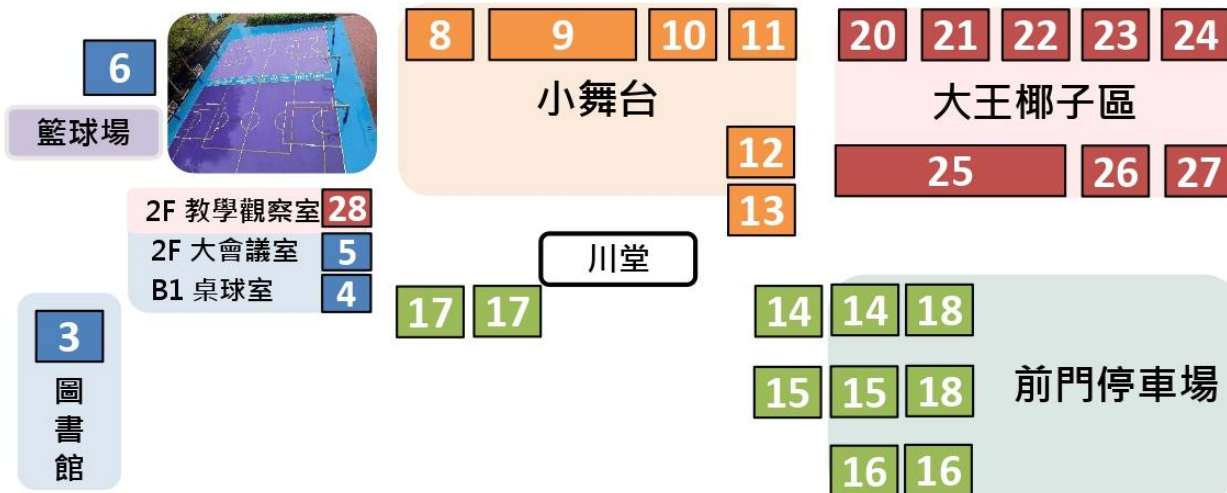 8 9 10 11
20 21 22 23 24
6
小舞台
大王椰子區
籃球場
12
25 26 27
13
2F 教學觀察室 28
2F 大會議室 5
B1 桌球室 4
川堂
17 17
14 14 18
3
圖書館
15 15 18
前門停車場
16 16